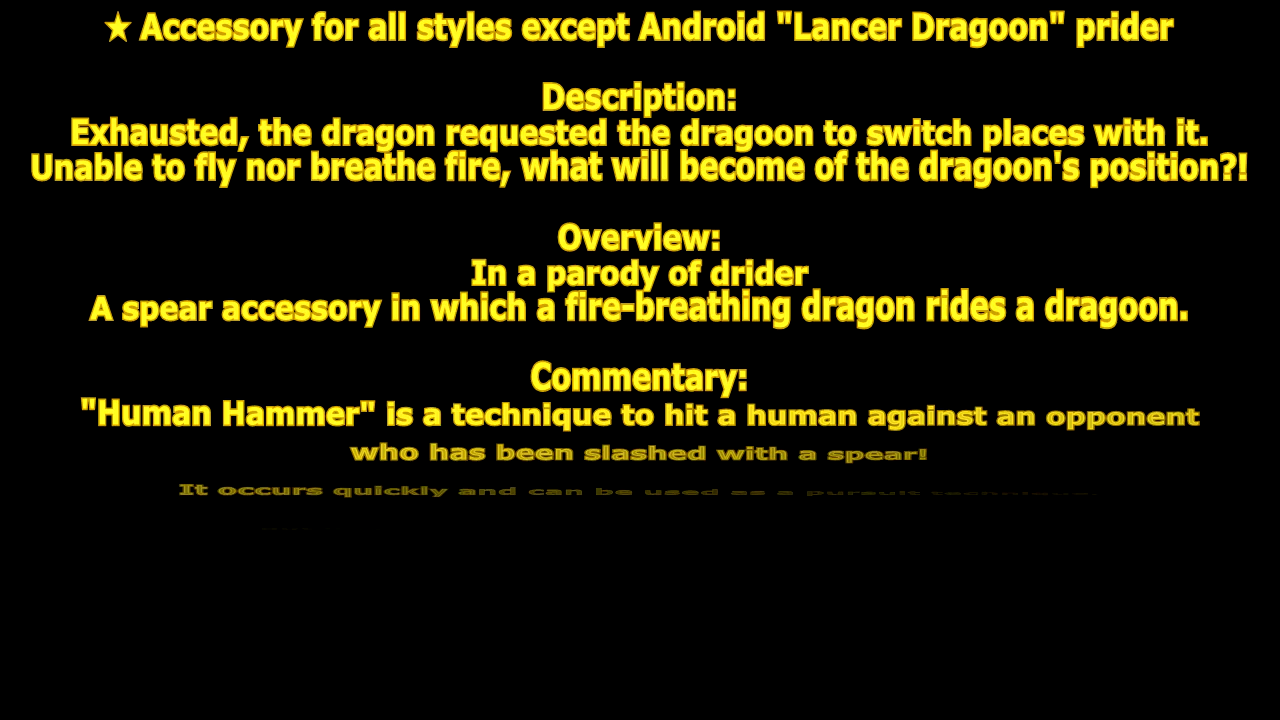 ★ Accessory for all styles except Android "Lancer Dragoon" prider
Description:
Exhausted, the dragon requested the dragoon to switch places with it.
Unable to fly nor breathe fire, what will become of the dragoon's position?!
Overview:
In a parody of drider
A spear accessory in which a fire-breathing dragon rides a dragoon.
Commentary:
"Human Hammer" is a technique to hit a human against an opponent
who has been slashed with a spear!
It occurs quickly and can be used as a pursuit technique.